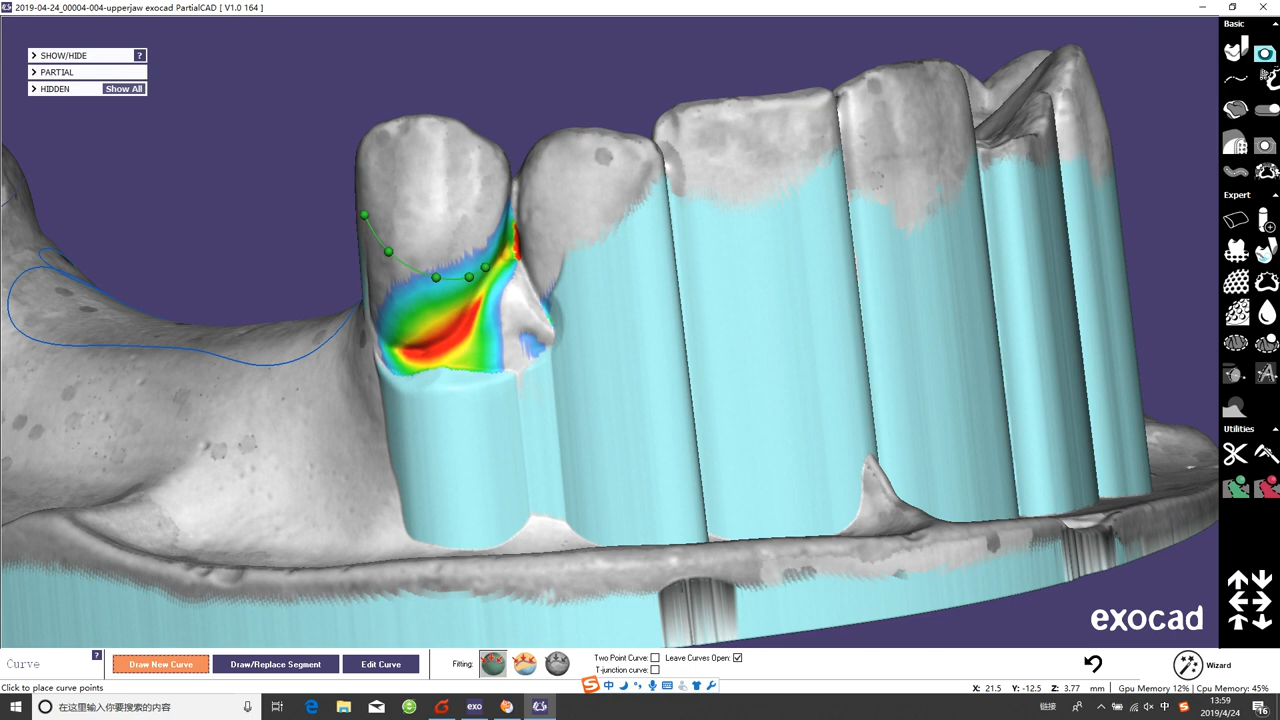 2019-04-24_00004-004-upperjaw exocad PartialCAD [ V1.0 164 ]
SHOW/HIDE ?
PARTIAL
HIDDEN Show All
Basic
Expert
Utilities
exocad
Curve ?
Draw New Curve Draw/Replace Segment Edit Curve Fitting: Two Point Curve: Leave Curves Open: Wizard
T-junction curve:
Click to place curve points
中
X: 21.5 Y: -12.5 Z: 3.77 mm Gpu Memory 12% | Cpu Memory: 45%
在这里输入你要搜索的内容
exo
链接
中
13:59
2019/4/24
16